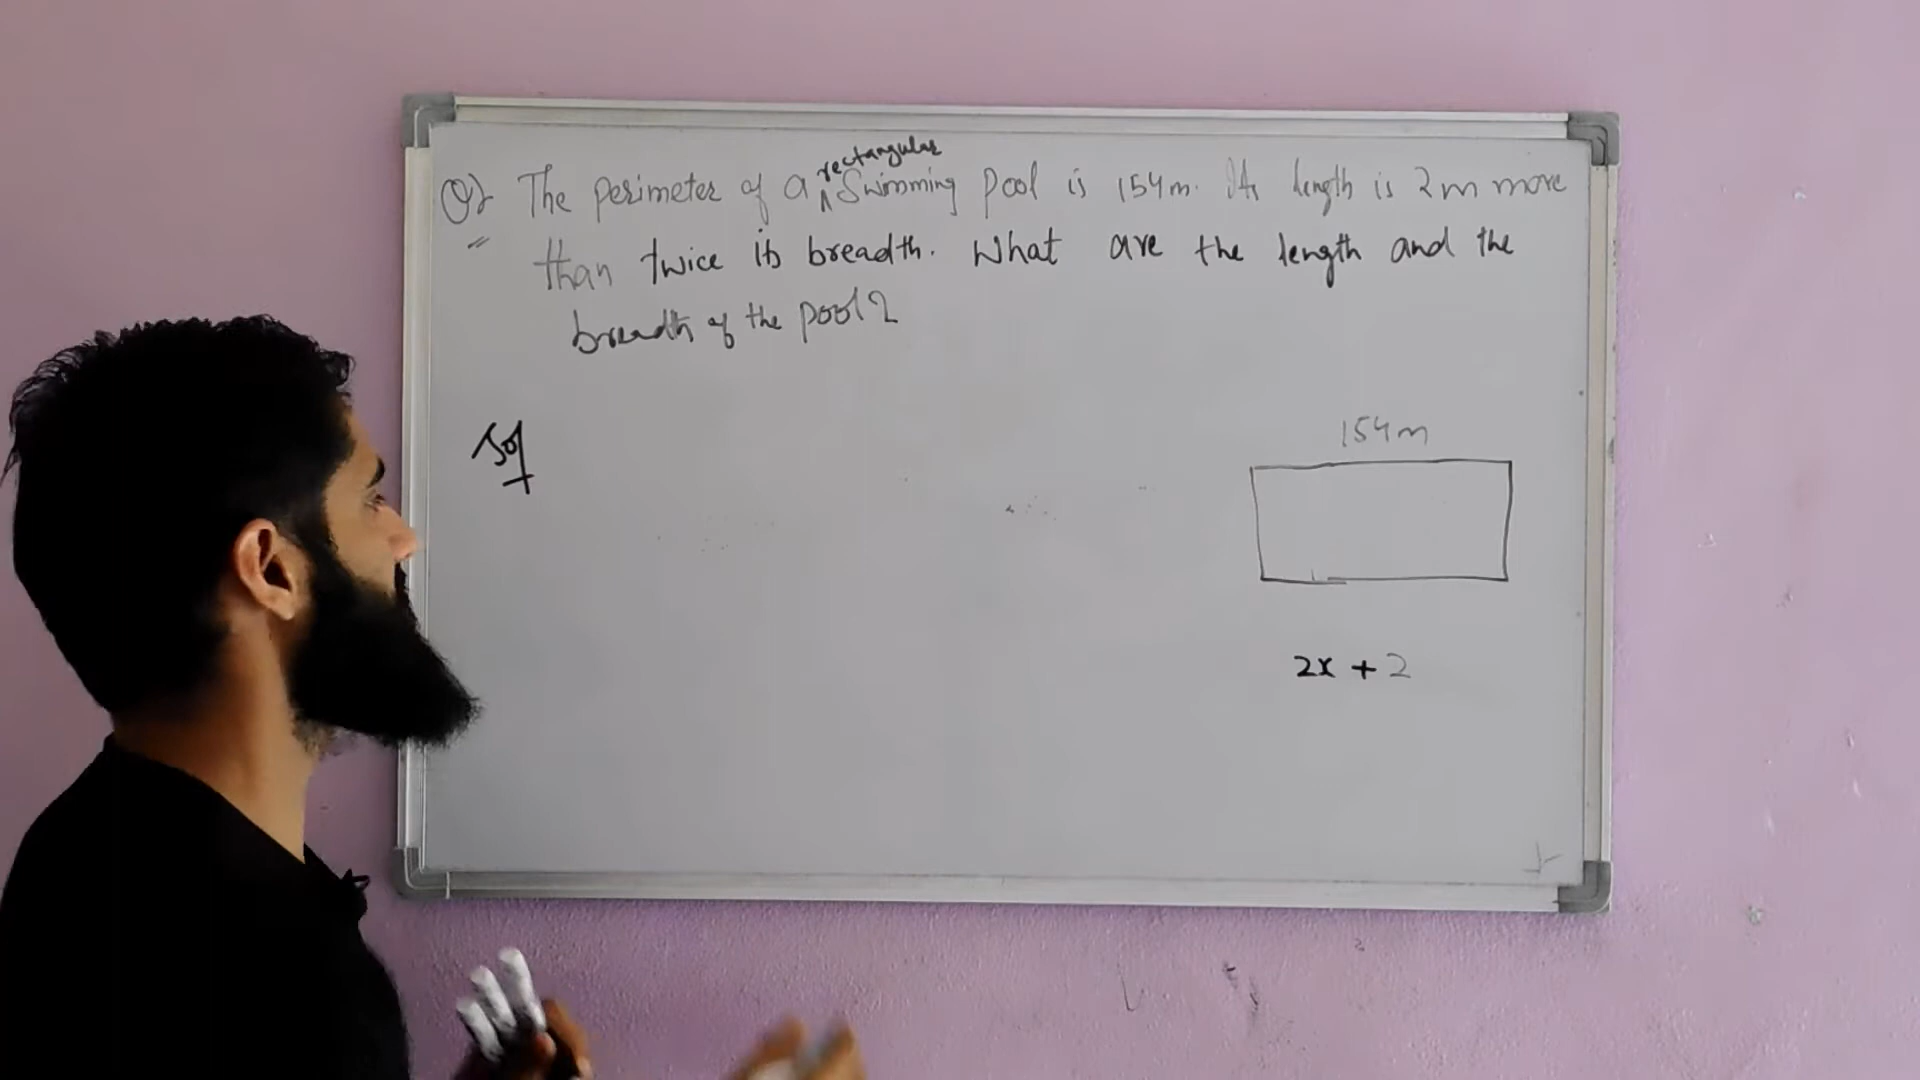 Q2 The perimeter of a rectangular Swimming Pool is 154m. Its length is 2m more
than twice its breadth. What are the length and the
breadth of the pool?
Sol
154m
2x + 2